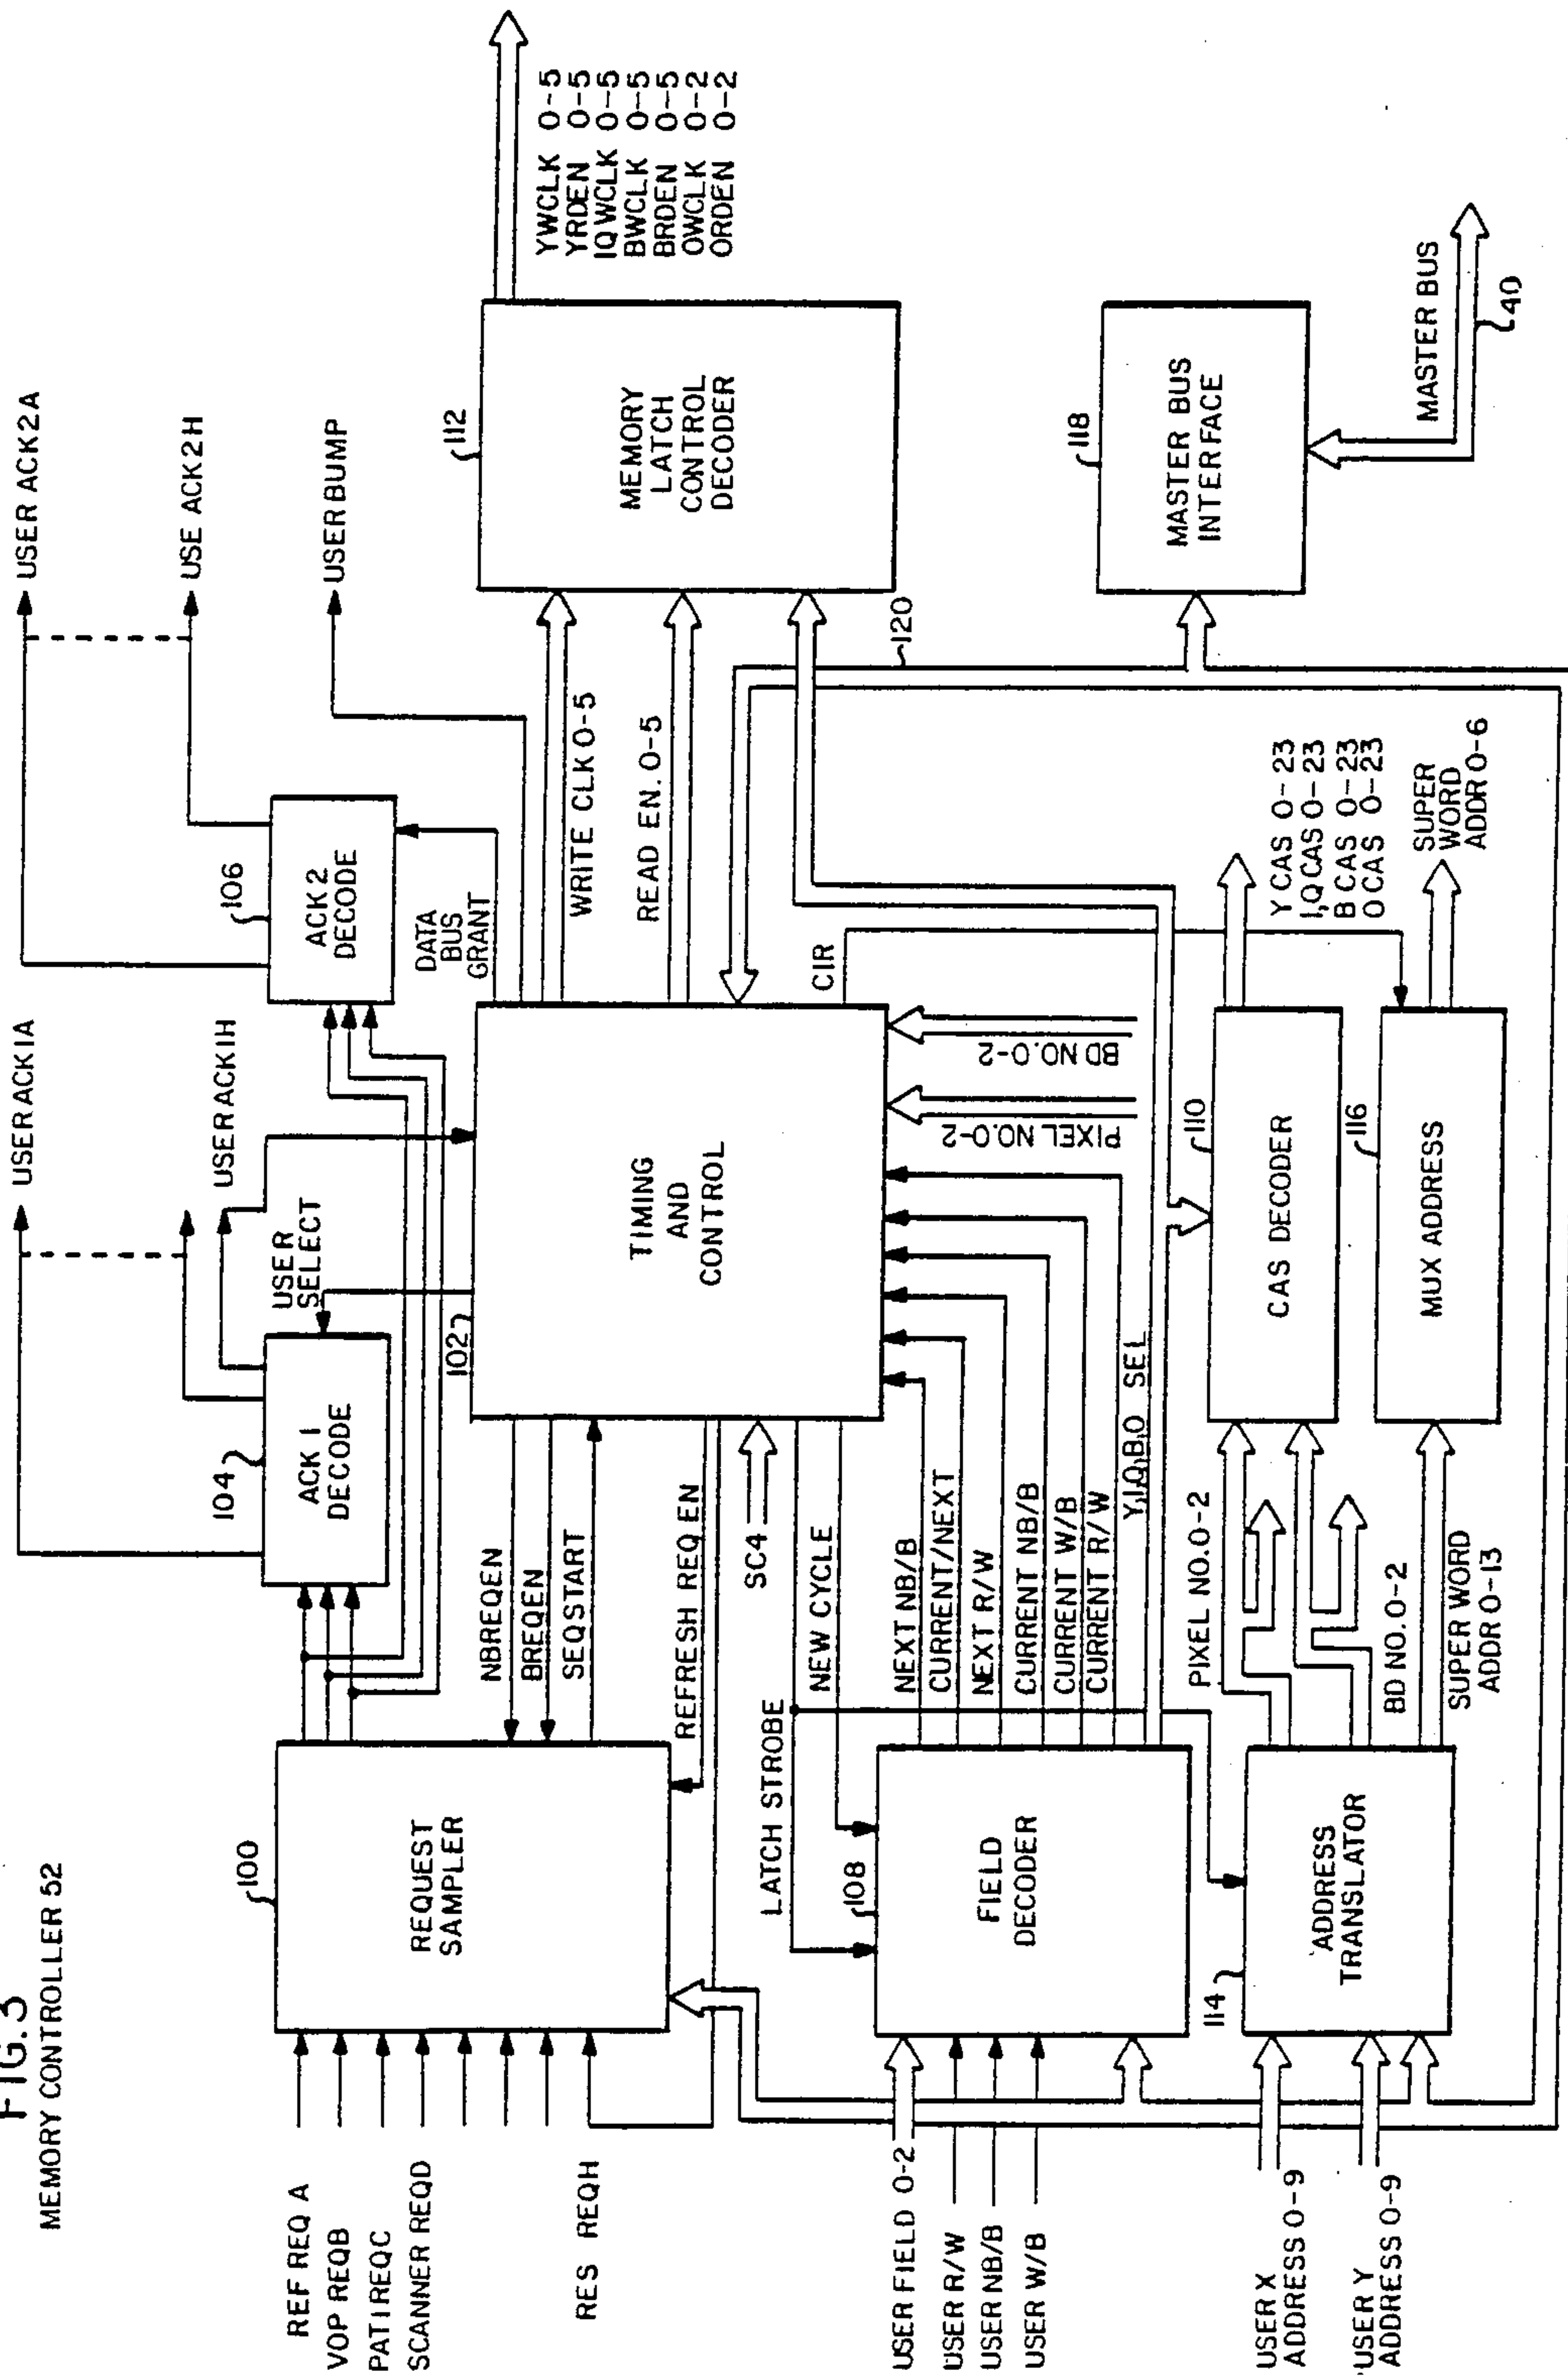 FIG. 3
MEMORY CONTROLLER 52
REF REQ A
VOP REQB
PATIREQC
SCANNER REQD
RES REQH
100
REQUEST
SAMPLER
NBREQEN
BREQEN
SEQSTART
REFRESH REQ EN
104
ACK 1
DECODE
USERACK1A
USERACK1H
USER
SELECT
106
ACK 2
DECODE
USER ACK2A
USE ACK2H
USER BUMP
DATA
BUS
GRANT
102
TIMING
AND
CONTROL
SC4
LATCH STROBE
NEW CYCLE
WRITE CLK 0-5
READ EN. 0-5
CIR
BD NO. 0-2
PIXEL NO. 0-2
112
MEMORY
LATCH
CONTROL
DECODER
YWCLK 0-5
YRDEN 0-5
IQWCLK 0-5
BWCLK 0-5
BRDEN 0-5
OWCLK 0-2
ORDEN 0-2
USER FIELD 0-2
USER R/W
USER NB/B
USER W/B
108
FIELD
DECODER
NEXT NB/B
CURRENT/NEXT
NEXT R/W
CURRENT NB/B
CURRENT W/B
CURRENT R/W
Y,I,Q,B,O SEL
120
118
MASTER BUS
INTERFACE
MASTER BUS
40
USER X
ADDRESS 0-9
USER Y
ADDRESS 0-9
114
ADDRESS
TRANSLATOR
PIXEL NO. 0-2
BD NO. 0-2
SUPER WORD
ADDR 0-13
110
CAS DECODER
Y CAS 0-23
I,Q CAS 0-23
B CAS 0-23
O CAS 0-23
116
MUX ADDRESS
SUPER
WORD
ADDR 0-6